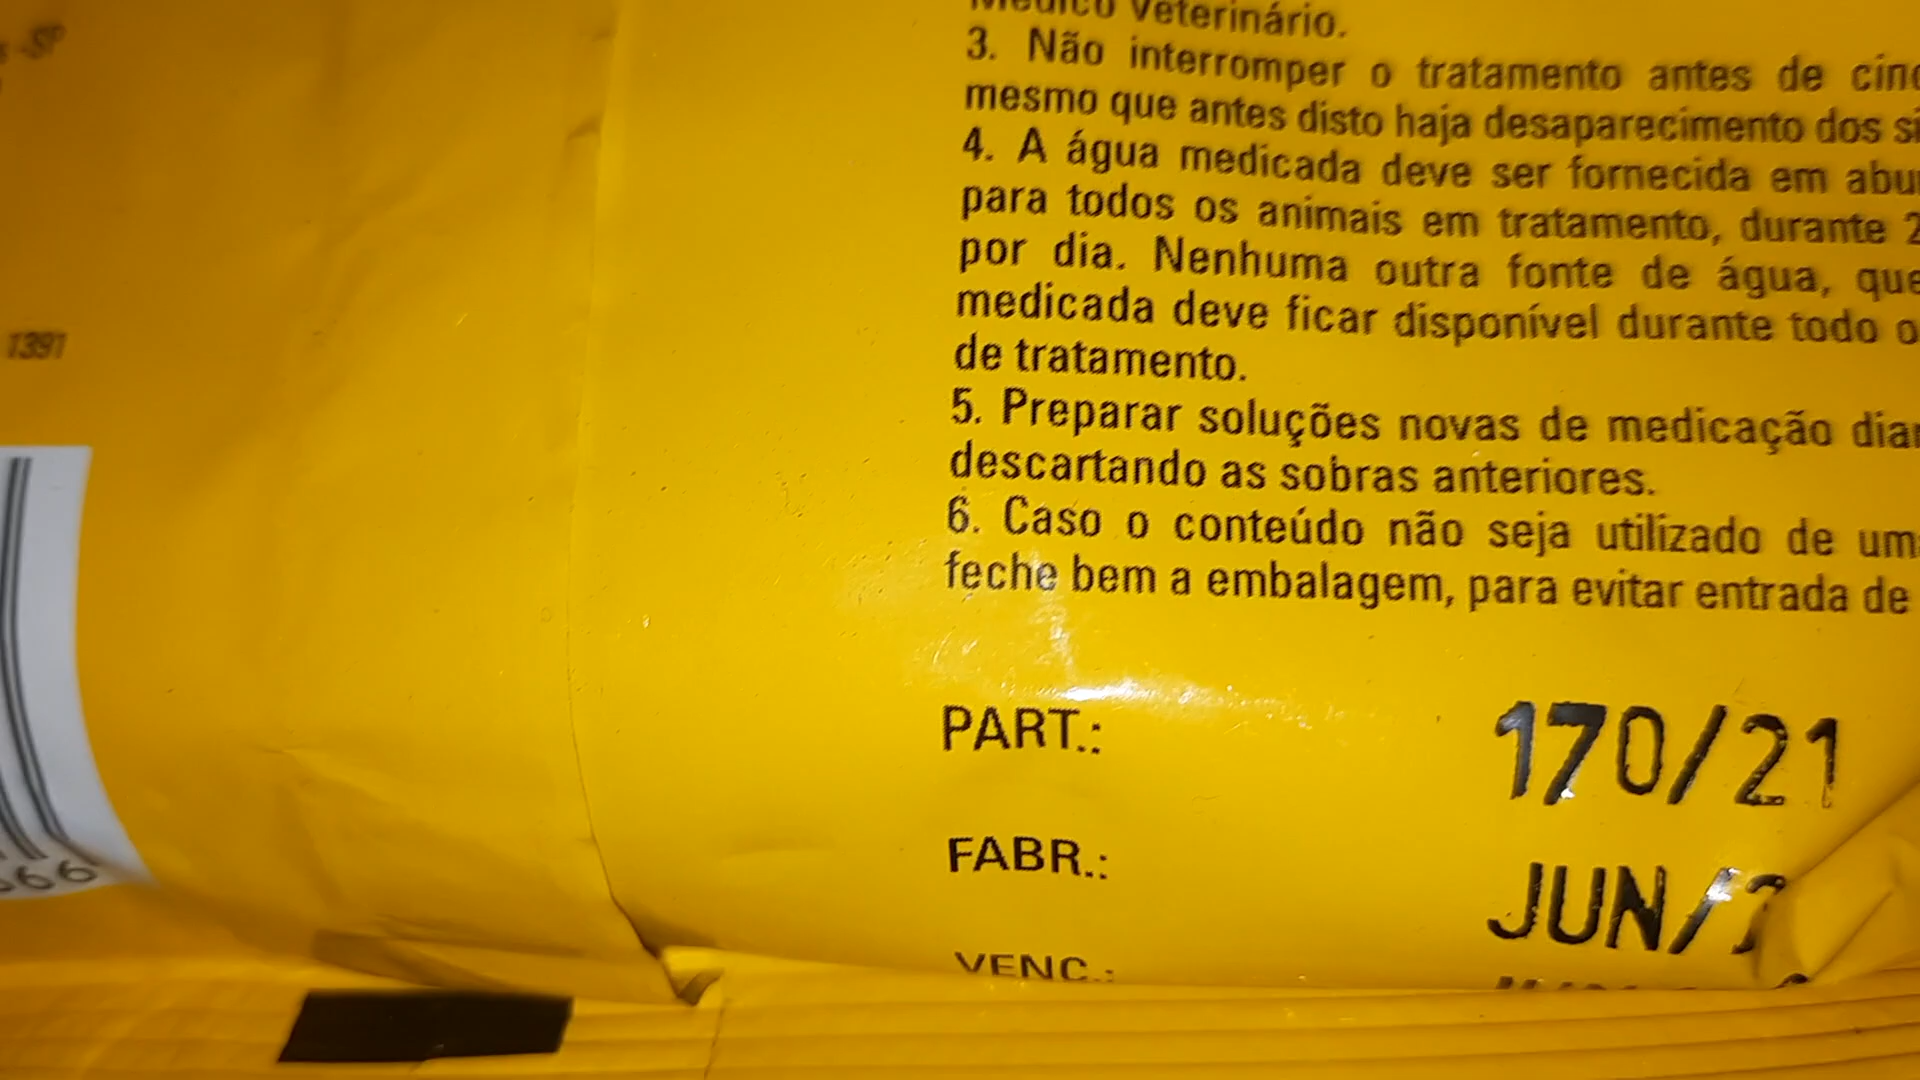 -SP
1391
66
Médico Veterinário.
3. Não interromper o tratamento antes de
mesmo que antes disto haja desaparecimento dos
4. A água medicada deve ser fornecida em
para todos os animais em tratamento, durante
por dia. Nenhuma outra fonte de água, que
medicada deve ficar disponível durante todo o
de tratamento.
5. Preparar soluções novas de medicação
descartando as sobras anteriores.
6. Caso o conteúdo não seja utilizado de
feche bem a embalagem, para evitar entrada de
PART.: 170/21
FABR.: JUN/
VENC.: